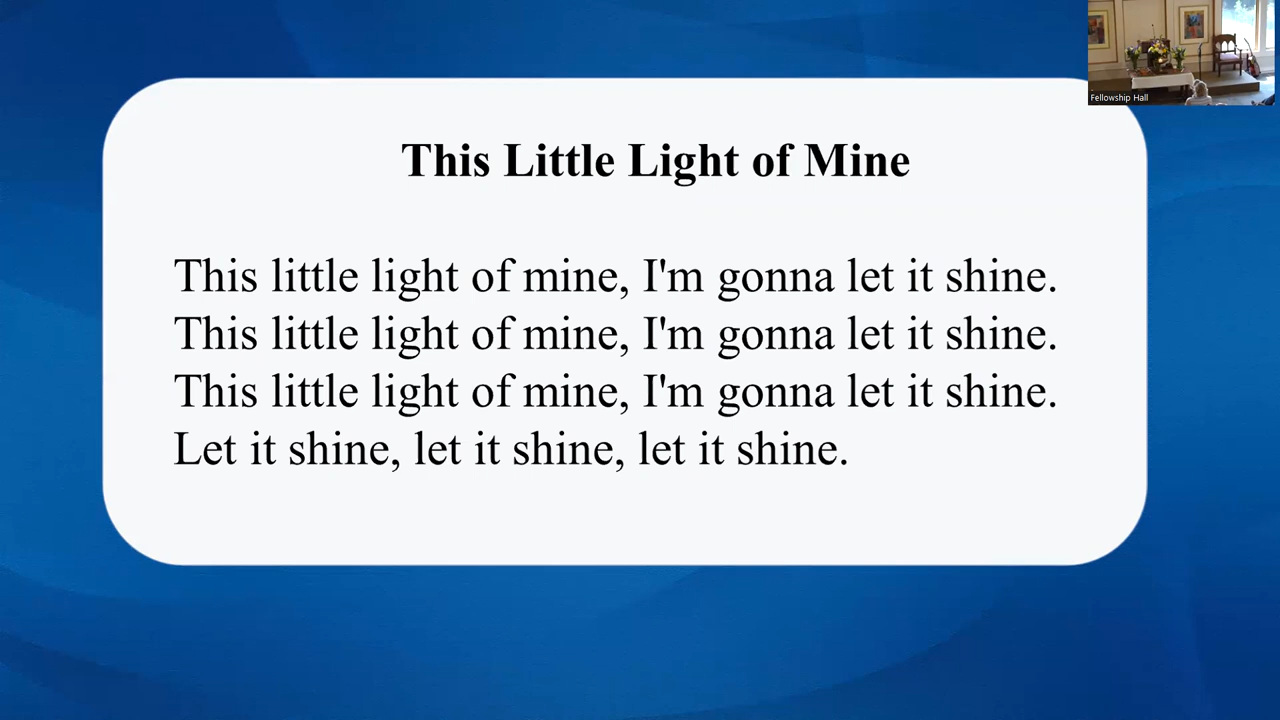 This Little Light of Mine
This little light of mine, I'm gonna let it shine.
This little light of mine, I'm gonna let it shine.
This little light of mine, I'm gonna let it shine.
Let it shine, let it shine, let it shine.
Fellowship Hall